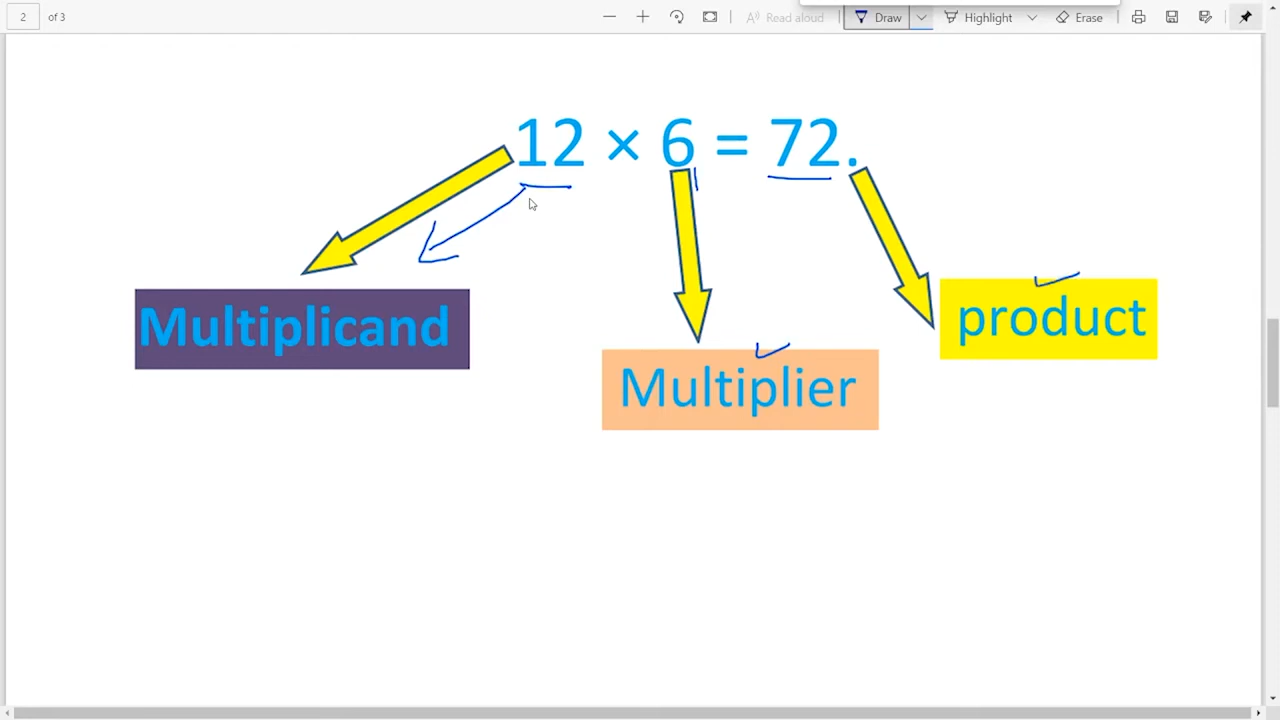 2 of 3 Read aloud Draw Highlight Erase
12 × 6 = 72.
Multiplicand
product
Multiplier